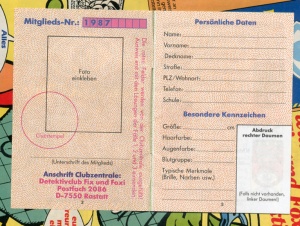 Mitglieds-Nr.: 1987
Foto
einkleben
Clubstempel
(Unterschrift des Mitglieds)
Anschrift Clubzentrale:
Detektivclub Fix und Foxi
Postfach 2086
D-7550 Rastatt
Persönliche Daten
Name:
Vorname:
Deckname:
Straße:
PLZ/Wohnort:
Telefon:
Schule:
Besondere Kennzeichen
Größe: cm
Haarfarbe:
Augenfarbe:
Blutgruppe:
Typische Merkmale
(Brille, Narben usw.)
Abdruck
rechter Daumen
(Falls nicht vorhanden,
linker Daumen!)
Alles